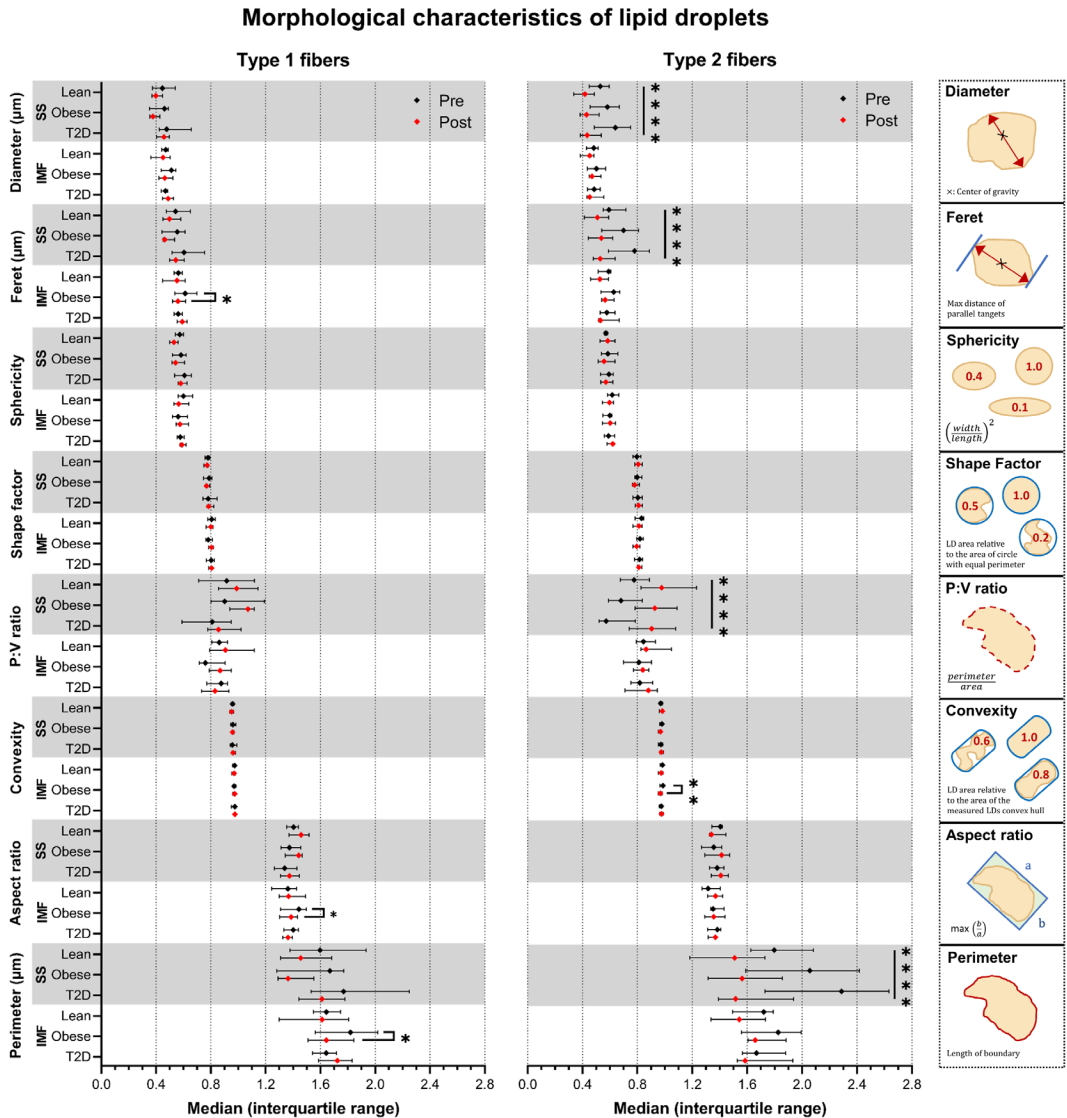 Morphological characteristics of lipid droplets
Type 1 fibers
Type 2 fibers
Diameter (µm)
SS
Lean
Obese
T2D
IMF
Lean
Obese
T2D
Feret (µm)
SS
Lean
Obese
T2D
IMF
Lean
Obese
T2D
Sphericity
SS
Lean
Obese
T2D
IMF
Lean
Obese
T2D
Shape factor
SS
Lean
Obese
T2D
IMF
Lean
Obese
T2D
P:V ratio
SS
Lean
Obese
T2D
IMF
Lean
Obese
T2D
Convexity
SS
Lean
Obese
T2D
IMF
Lean
Obese
T2D
Aspect ratio
SS
Lean
Obese
T2D
IMF
Lean
Obese
T2D
Perimeter (µm)
SS
Lean
Obese
T2D
IMF
Lean
Obese
T2D
Pre
Post
*
*
*
0.0 0.4 0.8 1.2 1.6 2.0 2.4 2.8
Median (interquartile range)
Pre
Post
****
****
****
**
****
0.0 0.4 0.8 1.2 1.6 2.0 2.4 2.8
Median (interquartile range)
Diameter
×: Center of gravity
Feret
Max distance of
parallel tangets
Sphericity
0.4
1.0
0.1
(width/length)²
Shape Factor
0.5
1.0
0.2
LD area relative
to the area of circle
with equal perimeter
P:V ratio
perimeter/area
Convexity
0.6
1.0
0.8
LD area relative
to the area of the
measured LDs convex hull
Aspect ratio
a
b
max (b/a)
Perimeter
Length of boundary